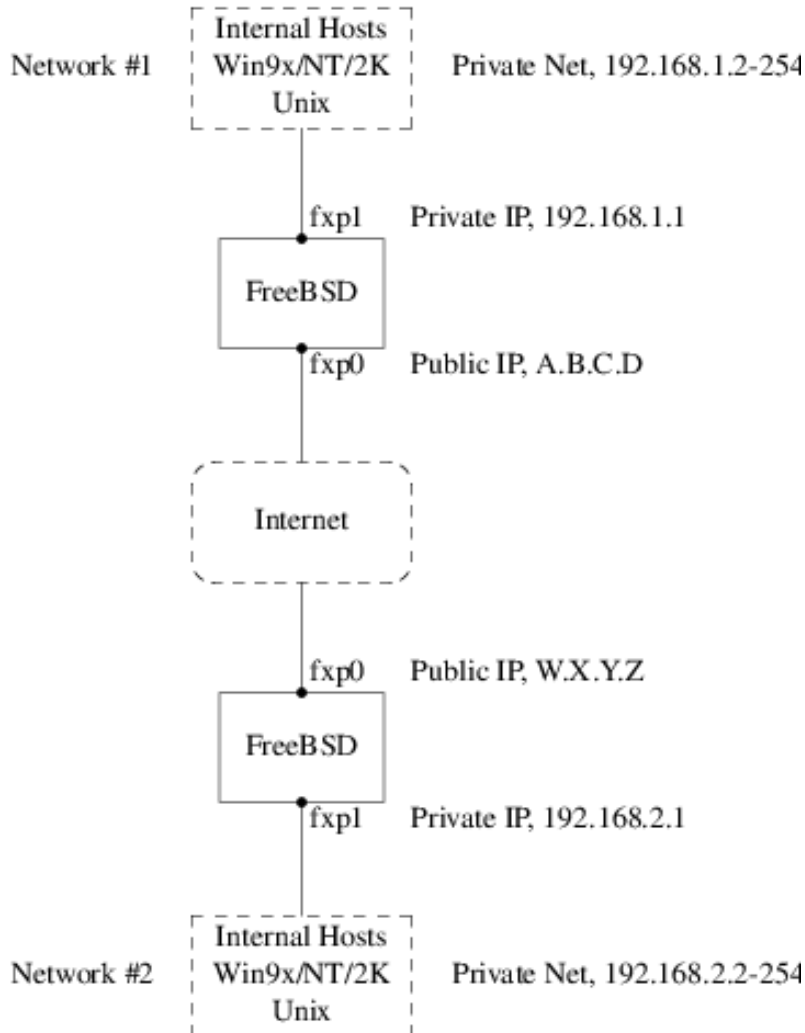 Internal Hosts
Network #1 Win9x/NT/2K Private Net, 192.168.1.2-254
Unix
fxp1 Private IP, 192.168.1.1
FreeBSD
fxp0 Public IP, A.B.C.D
Internet
fxp0 Public IP, W.X.Y.Z
FreeBSD
fxp1 Private IP, 192.168.2.1
Internal Hosts
Network #2 Win9x/NT/2K Private Net, 192.168.2.2-254
Unix